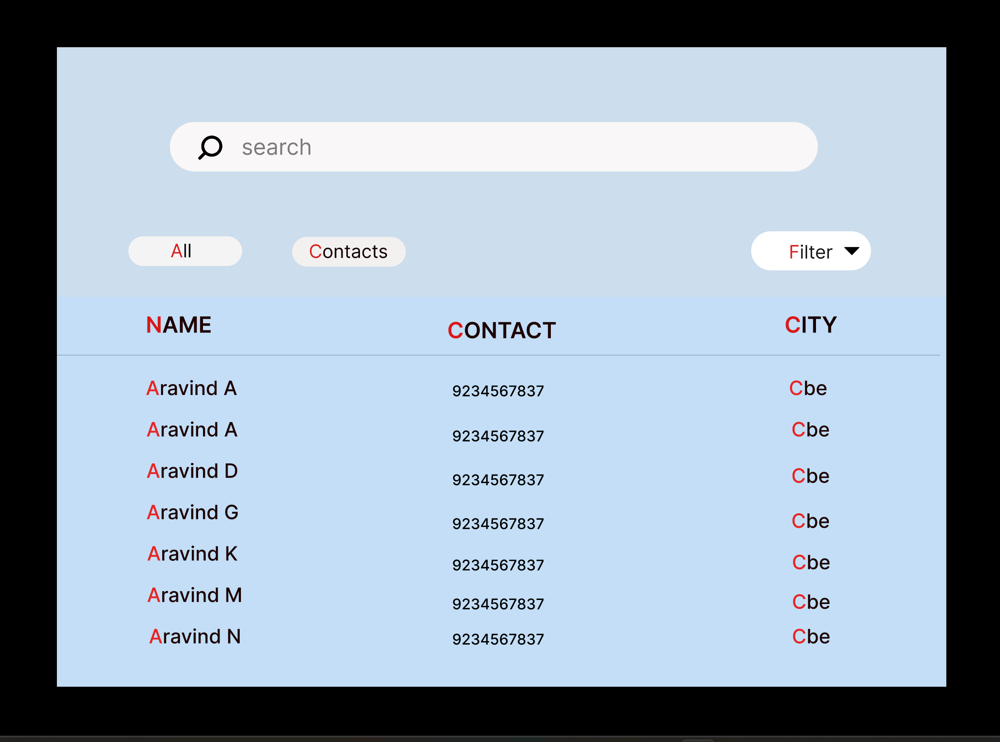 search
All Contacts Filter
NAME CONTACT CITY
Aravind A 9234567837 Cbe
Aravind A 9234567837 Cbe
Aravind D 9234567837 Cbe
Aravind G 9234567837 Cbe
Aravind K 9234567837 Cbe
Aravind M 9234567837 Cbe
Aravind N 9234567837 Cbe